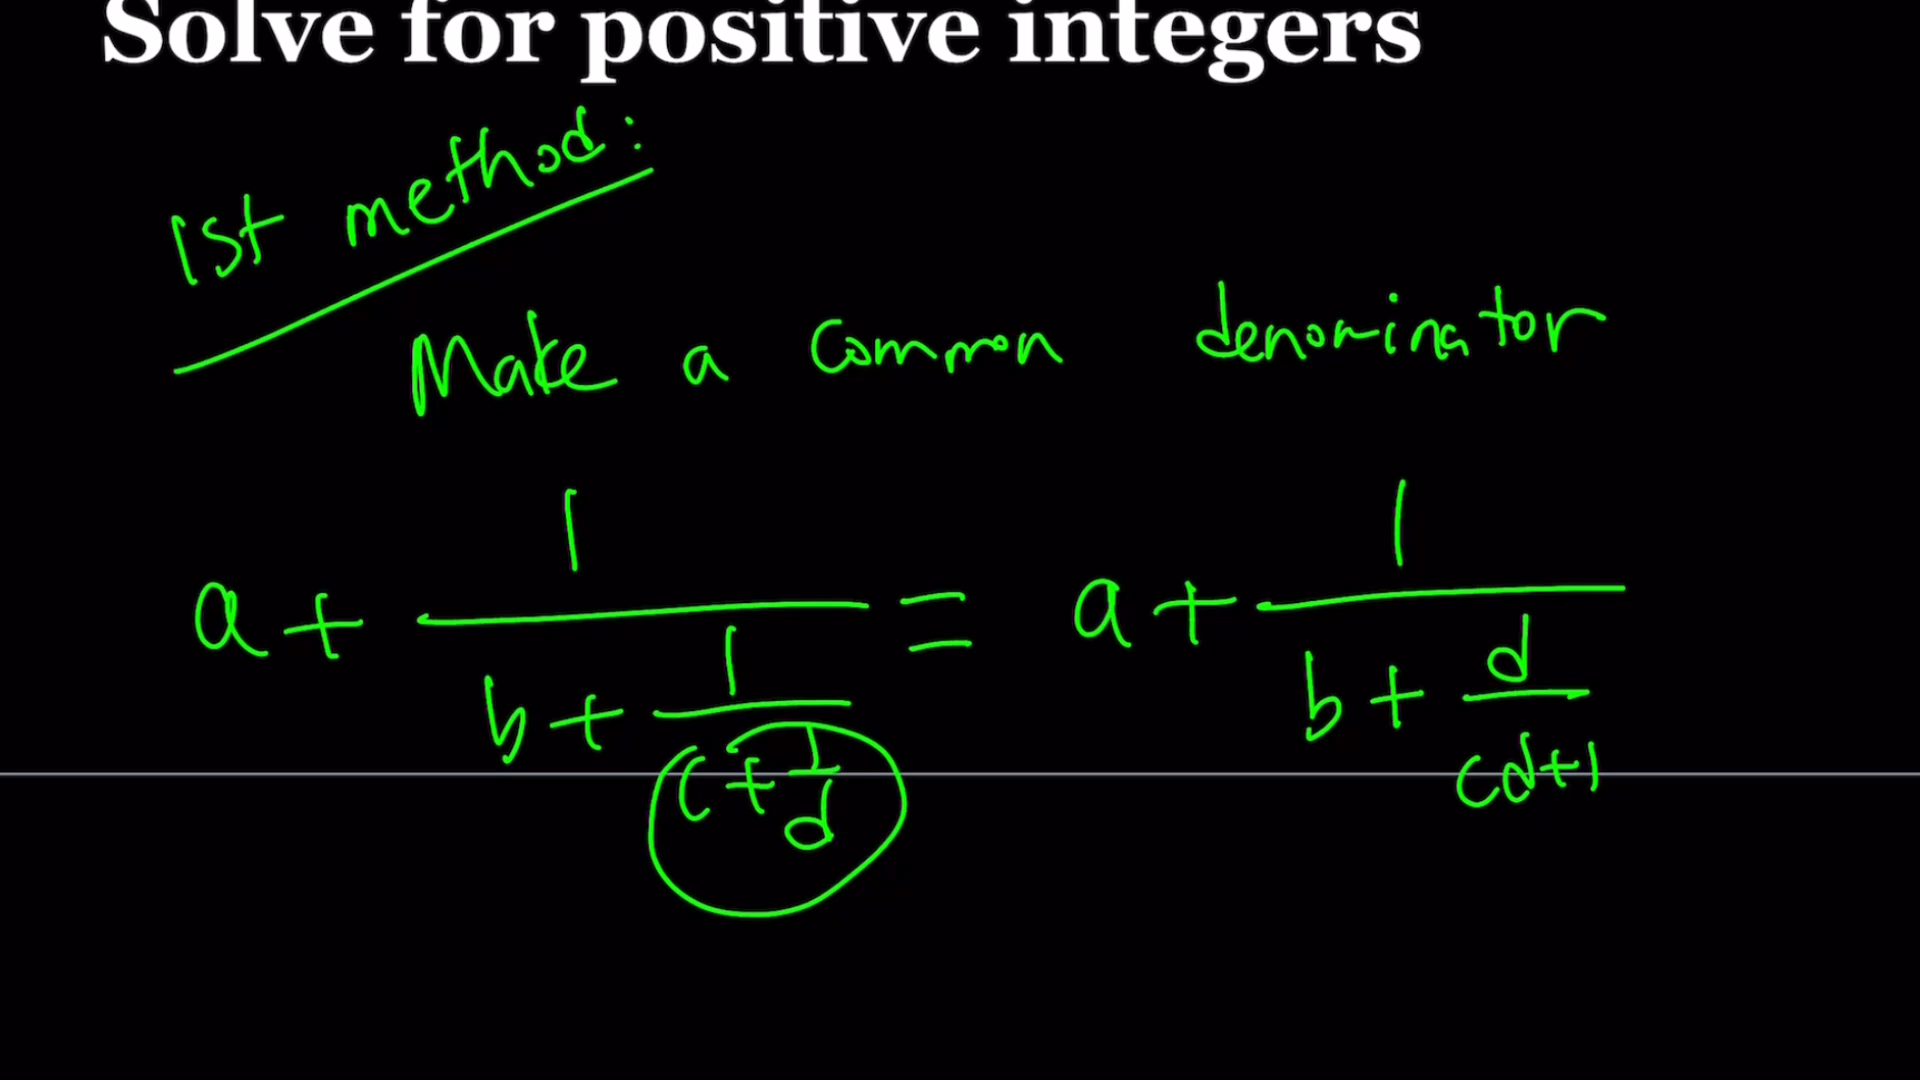 Solve for positive integers
1st method:
Make a common denominator
a + 1/(b + 1/(c + 1/d)) = a + 1/(b + d/(cd+1))